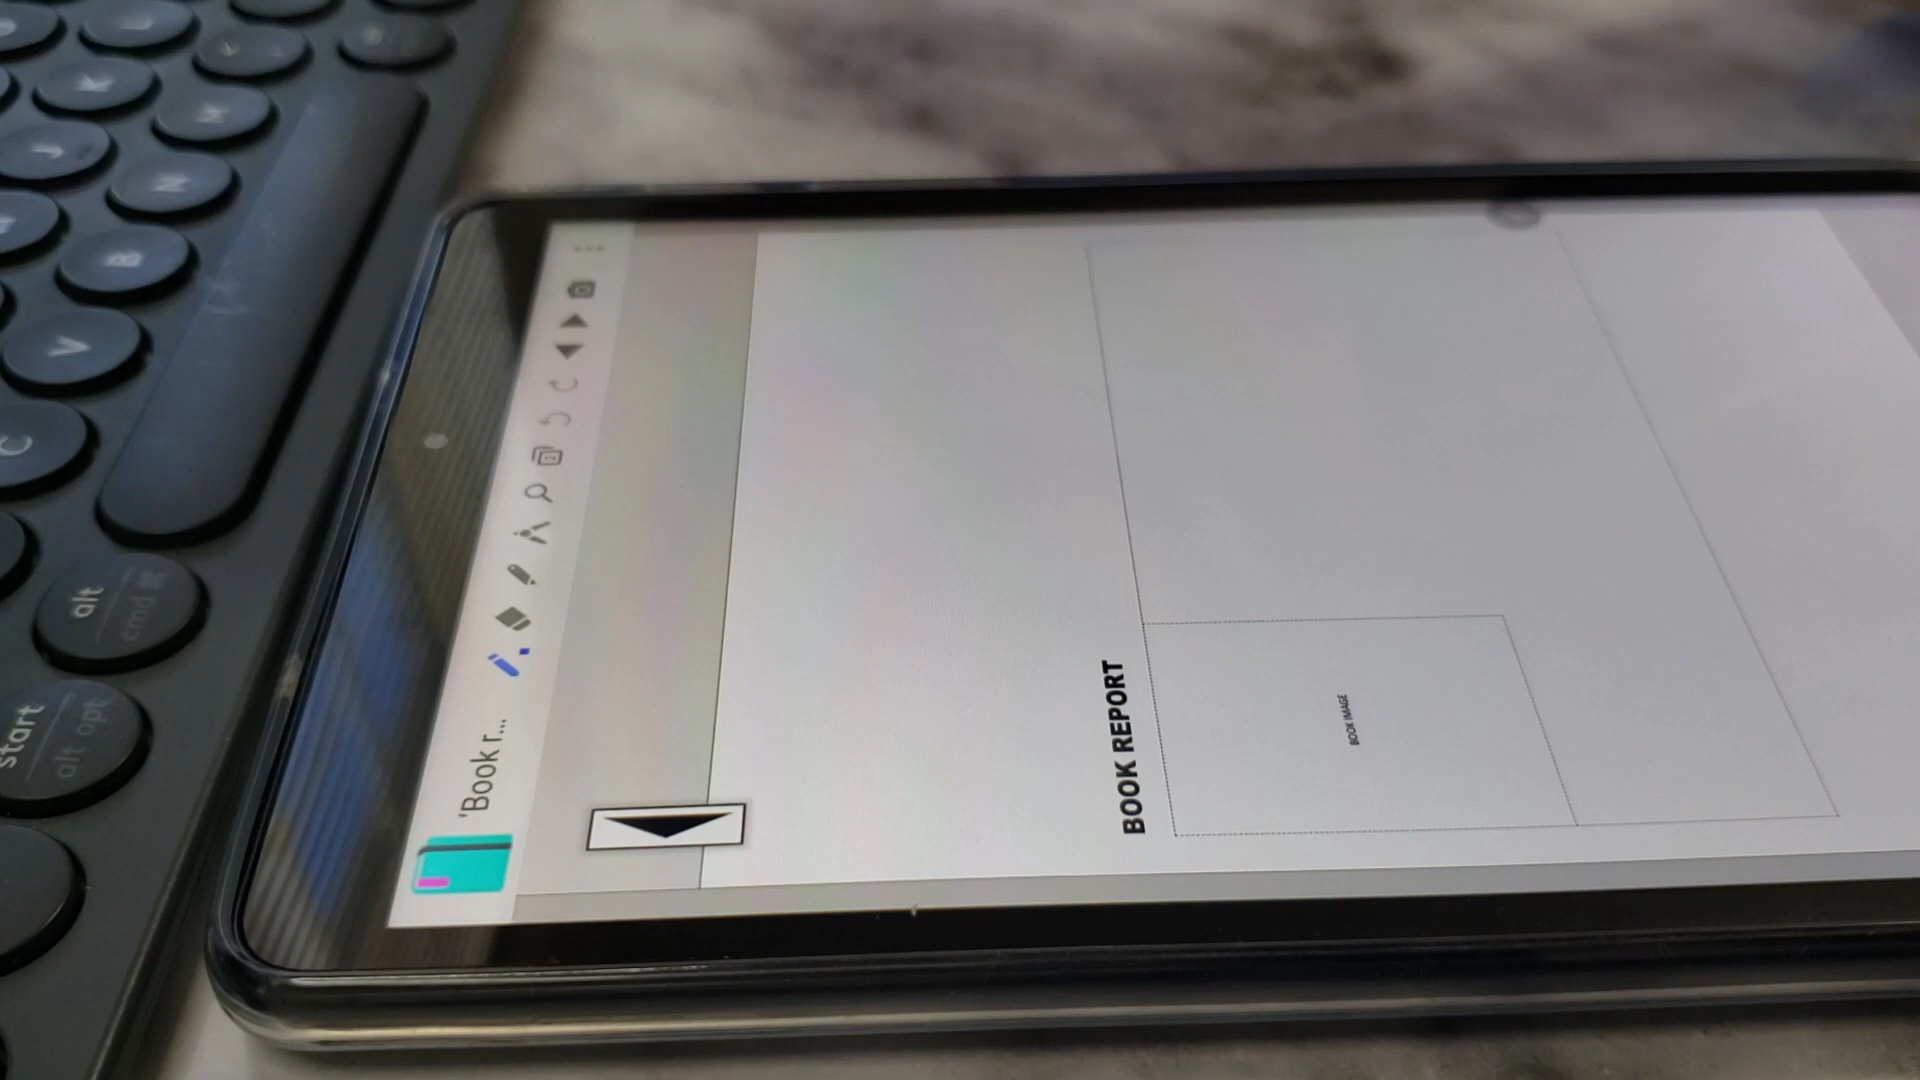 'Book r...
BOOK REPORT
BOOK IMAGE
start
alt opt
alt
cmd ⌘
C
V
B
N
J
M
K
L